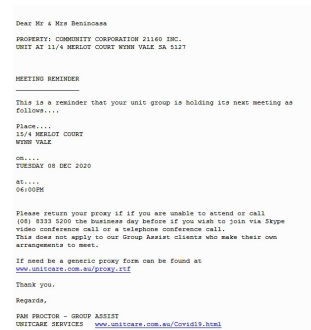 Dear Mr & Mrs Benincasa
PROPERTY: COMMUNITY CORPORATION 21160 INC.
UNIT AT 11/4 MERLOT COURT WYNN VALE SA 5127
MEETING REMINDER
This is a reminder that your unit group is holding its next meeting as
follows....
Place....
15/4 MERLOT COURT
WYNN VALE
on....
TUESDAY 08 DEC 2020
at....
06:00PM
Please return your proxy if if you are unable to attend or call
(08) 8333 5200 the business day before if you wish to join via Skype
video conference call or a telephone conference call.
This does not apply to our Group Assist clients who make their own
arrangements to meet.
If need be a generic proxy form can be found at
www.unitcare.com.au/proxy.rtf
Thank you.
Regards,
PAM PROCTOR - GROUP ASSIST
UNITCARE SERVICES www.unitcare.com.au/Covid19.html